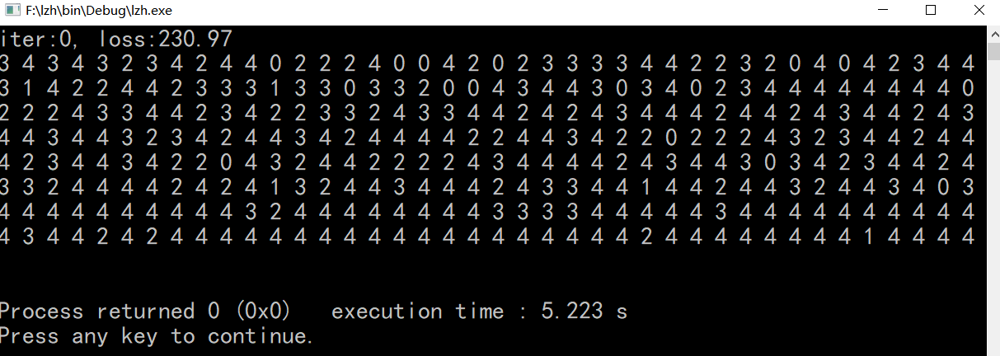 F:\lzh\bin\Debug\lzh.exe
iter:0, loss:230.97
3 4 3 4 3 2 3 4 2 4 4 0 2 2 2 4 0 0 4 2 0 2 3 3 3 3 4 4 2 2 3 2 0 4 0 4 2 3 4 4
3 1 4 2 2 4 4 2 3 3 3 1 3 3 0 3 3 2 0 0 4 3 4 4 3 0 3 4 0 2 3 4 4 4 4 4 4 4 4 0
2 2 2 4 3 3 4 4 2 3 4 2 2 3 3 2 4 3 3 4 4 2 4 2 4 3 4 4 4 2 4 4 2 4 3 4 4 2 4 3
4 4 3 4 4 3 2 3 4 2 4 4 3 4 2 4 4 4 4 2 2 4 4 3 4 2 2 0 2 2 2 4 3 2 3 4 4 2 4 4
4 2 3 4 4 3 4 2 2 0 4 3 2 4 4 2 2 2 2 4 3 4 4 4 4 2 4 3 4 4 3 0 3 4 2 3 4 4 2 4
3 3 2 4 4 4 4 2 4 2 4 1 3 2 4 4 3 4 4 4 2 4 3 3 4 4 1 4 4 2 4 4 3 2 4 4 3 4 0 3
4 4 4 4 4 4 4 4 4 4 3 2 4 4 4 4 4 4 4 4 3 3 3 3 4 4 4 4 4 3 4 4 4 4 4 4 4 4 4 4
4 3 4 4 2 4 2 4 4 4 4 4 4 4 4 4 4 4 4 4 4 4 4 4 4 4 2 4 4 4 4 4 4 4 4 1 4 4 4 4
Process returned 0 (0x0)   execution time : 5.223 s
Press any key to continue.